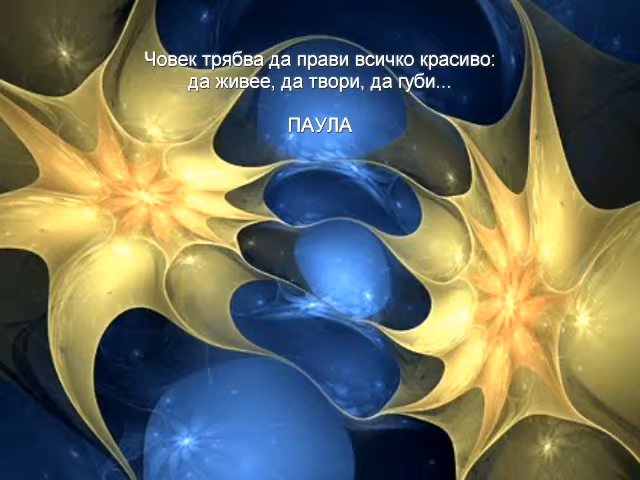 Човек трябва да прави всичко красиво:
да живее, да твори, да губи...
ПАУЛА